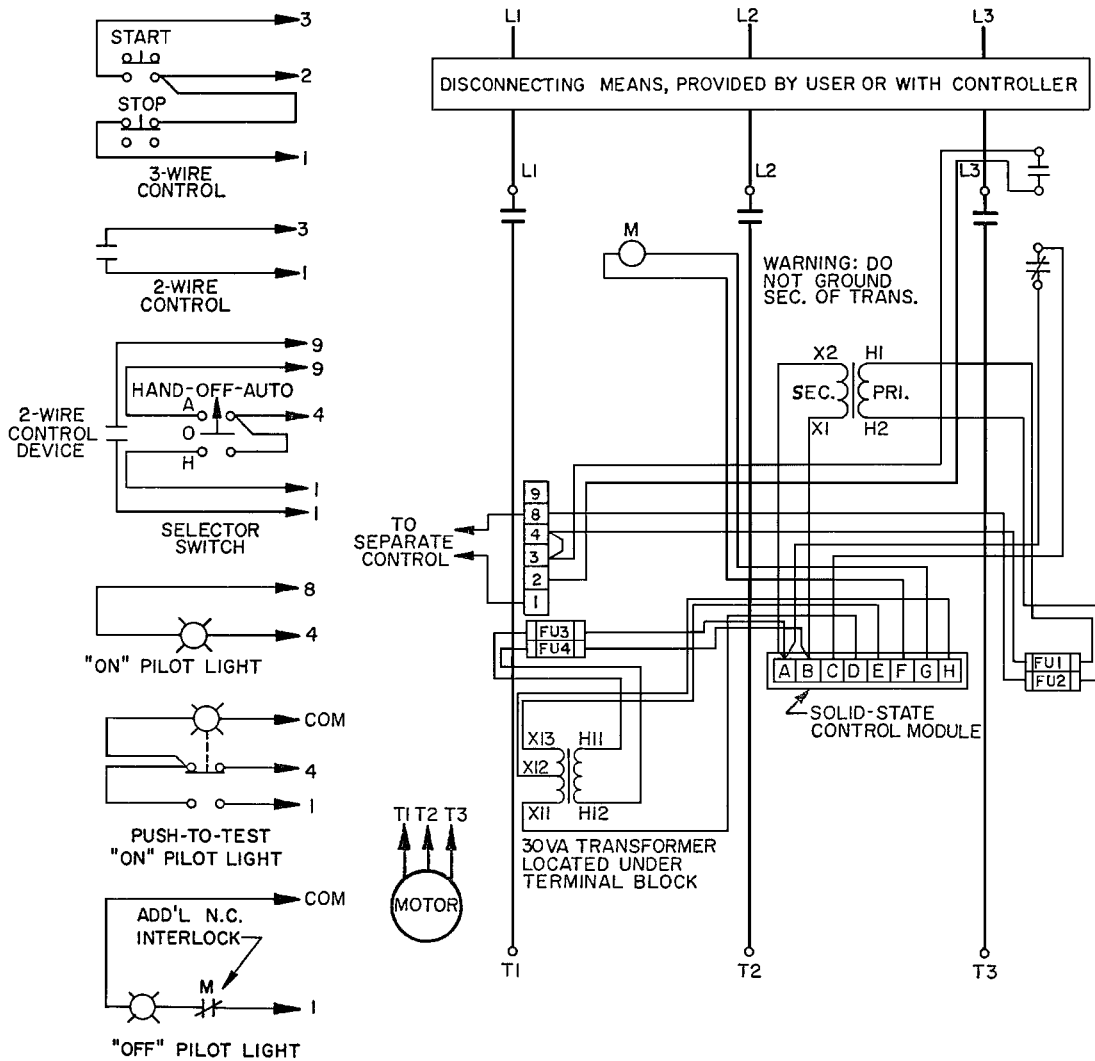 3
START
2
STOP
1
3-WIRE
CONTROL
3
1
2-WIRE
CONTROL
9
9
HAND-OFF-AUTO
A
4
2-WIRE
CONTROL
DEVICE
O
H
1
1
SELECTOR
SWITCH
8
4
"ON" PILOT LIGHT
COM
4
1
PUSH-TO-TEST
"ON" PILOT LIGHT
COM
ADD'L N.C.
INTERLOCK
M
1
"OFF" PILOT LIGHT
L1 L2 L3
DISCONNECTING MEANS, PROVIDED BY USER OR WITH CONTROLLER
L1 L2 L3
M
WARNING: DO
NOT GROUND
SEC. OF TRANS.
X2 H1
SEC. PRI.
X1 H2
9
8
4
3
2
1
TO
SEPARATE
CONTROL
FU3
FU4
A B C D E F G H
FU1
FU2
SOLID-STATE
CONTROL MODULE
X13 H11
X12
X11 H12
30VA TRANSFORMER
LOCATED UNDER
TERMINAL BLOCK
T1 T2 T3
MOTOR
T1 T2 T3